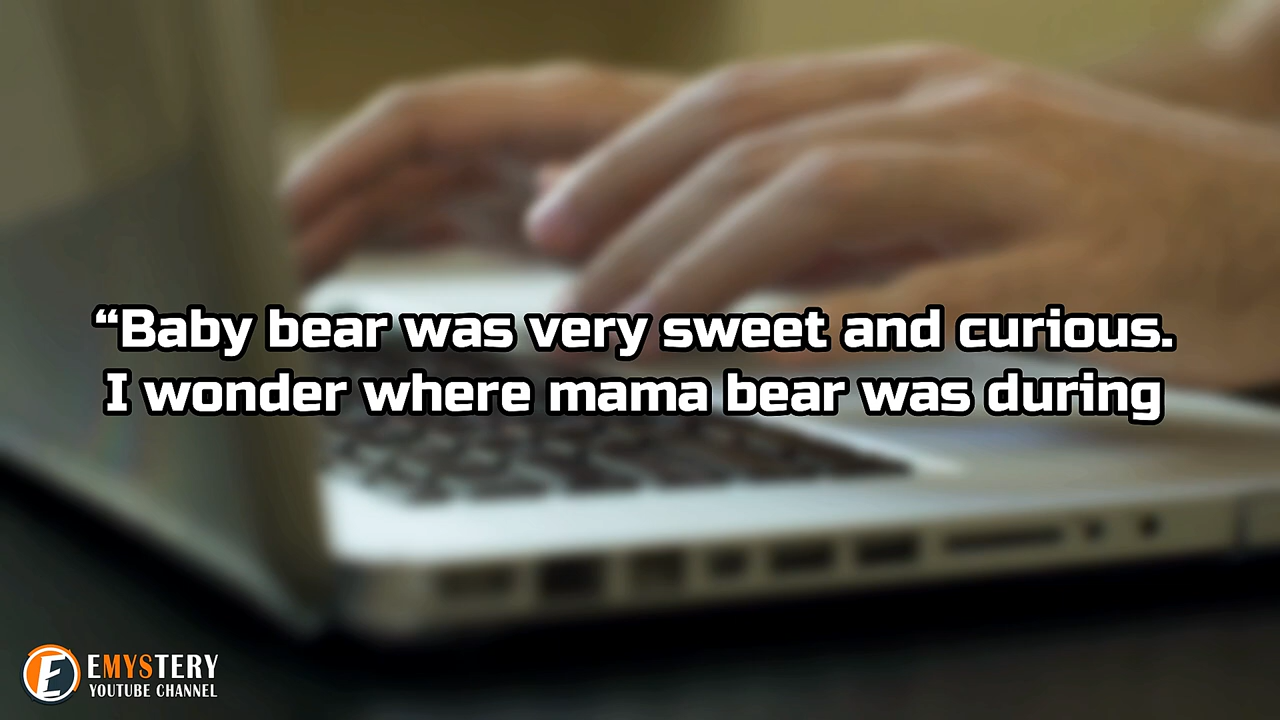 “Baby bear was very sweet and curious.
I wonder where mama bear was during
E EMYSTERY
YOUTUBE CHANNEL